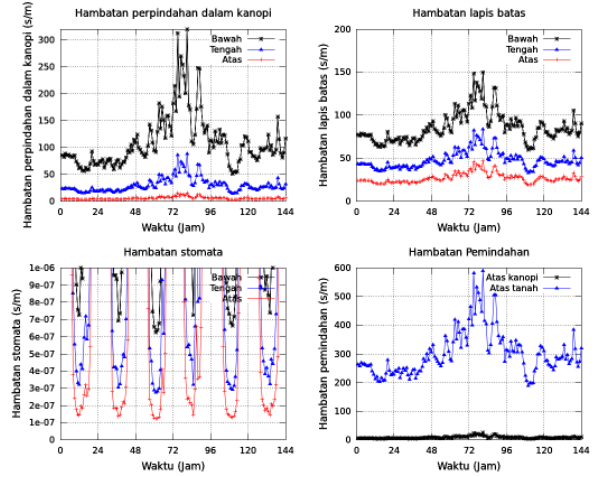 Hambatan perpindahan dalam kanopi
Hambatan perpindahan dalam kanopi (s/m)
300
250
200
150
100
50
0
Bawah
Tengah
Atas
0 24 48 72 96 120 144
Waktu (Jam)
Hambatan lapis batas
Hambatan lapis batas (s/m)
200
150
100
50
0
Bawah
Tengah
Atas
0 24 48 72 96 120 144
Waktu (Jam)
Hambatan stomata
Hambatan stomata (s/m)
1e-06
9e-07
8e-07
7e-07
6e-07
5e-07
4e-07
3e-07
2e-07
1e-07
0
Bawah
Tengah
Atas
0 24 48 72 96 120 144
Waktu (Jam)
Hambatan Pemindahan
Hambatan pemindahan (s/m)
600
500
400
300
200
100
0
Atas kanopi
Atas tanah
0 24 48 72 96 120 144
Waktu (Jam)